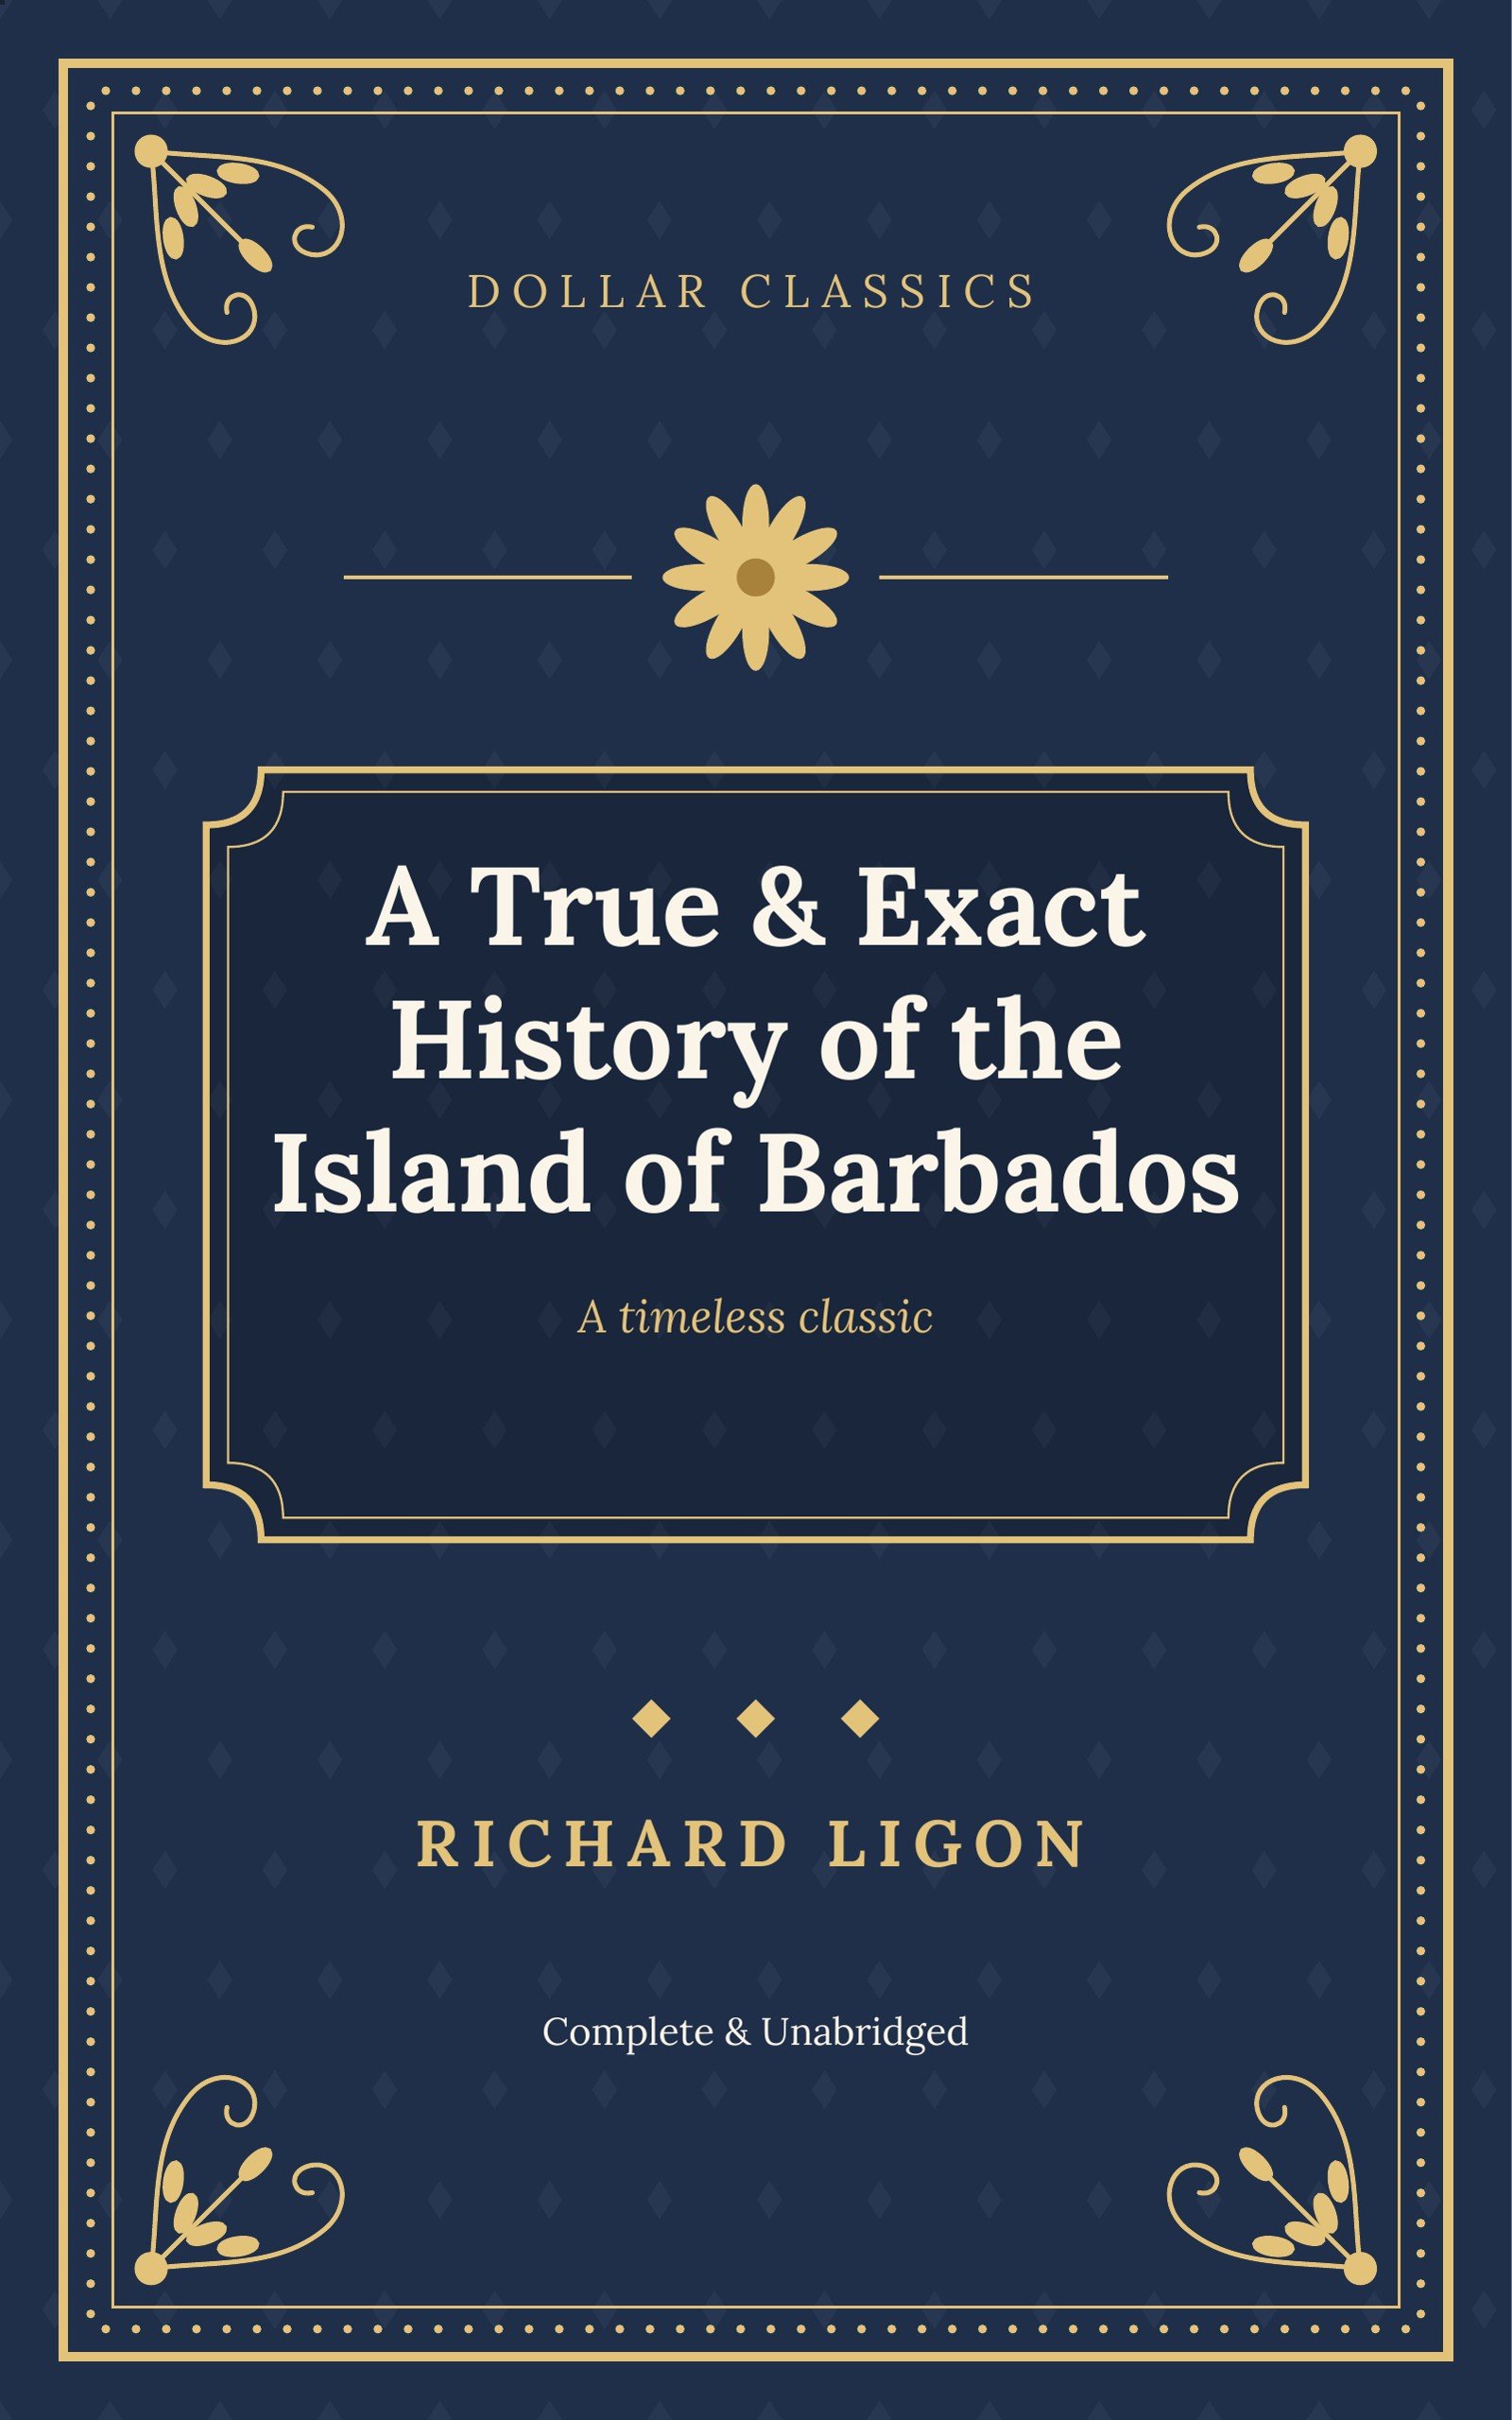 DOLLAR CLASSICS
A True & Exact
History of the
Island of Barbados
A timeless classic
RICHARD LIGON
Complete & Unabridged